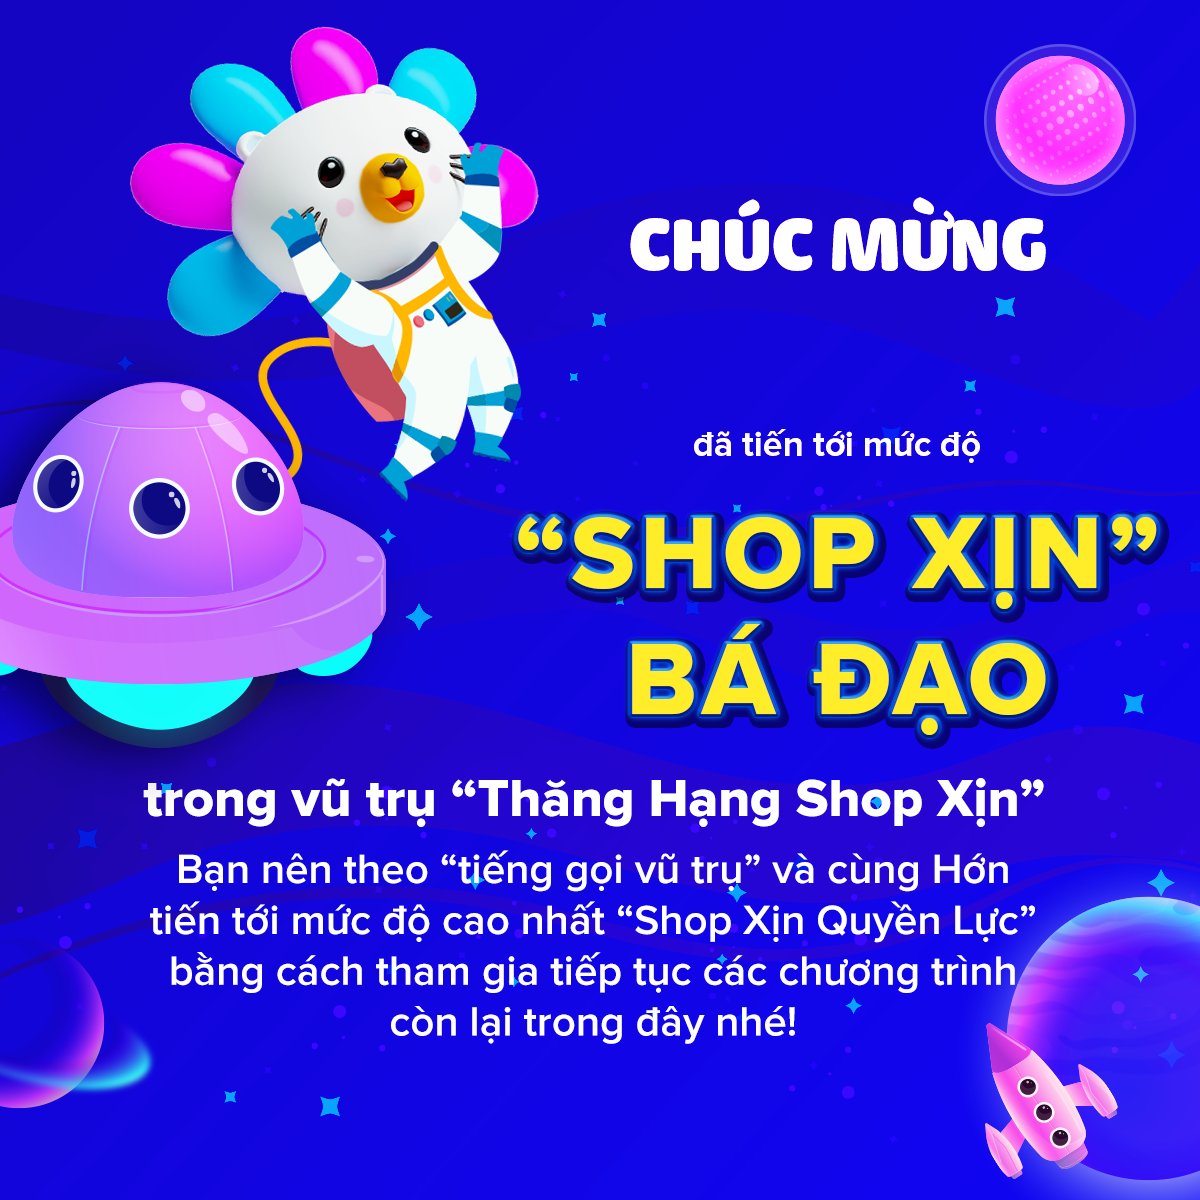 CHÚC MỪNG
đã tiến tới mức độ
“SHOP XỊN”
BÁ ĐẠO
trong vũ trụ “Thăng Hạng Shop Xịn”
Bạn nên theo “tiếng gọi vũ trụ” và cùng Hớn
tiến tới mức độ cao nhất “Shop Xịn Quyền Lực”
bằng cách tham gia tiếp tục các chương trình
còn lại trong đây nhé!